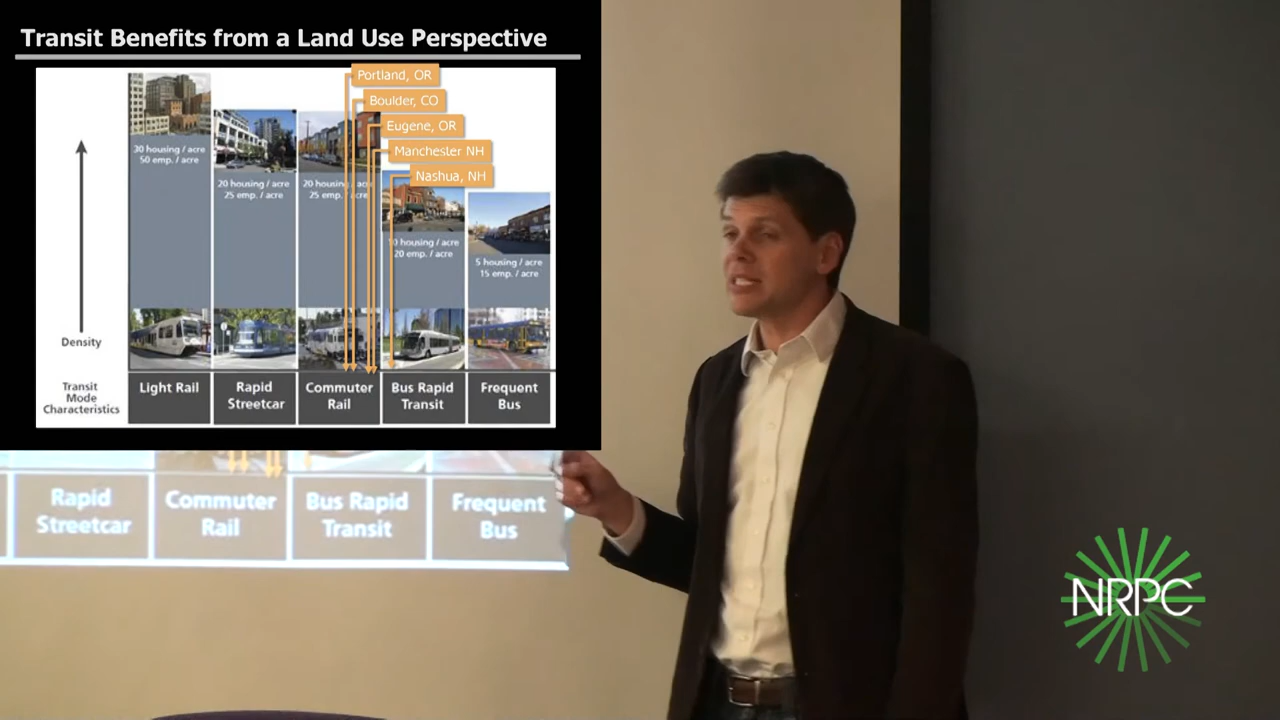 Transit Benefits from a Land Use Perspective
Portland, OR
Boulder, CO
Eugene, OR
Manchester NH
Nashua, NH
30 housing / acre
50 emp. / acre
20 housing / acre
25 emp. / acre
20 housing / acre
25 emp. / acre
10 housing / acre
20 emp. / acre
5 housing / acre
15 emp. / acre
Density
Transit
Mode
Characteristics
Light Rail
Rapid
Streetcar
Commuter
Rail
Bus Rapid
Transit
Frequent
Bus
Rapid
Streetcar
Commuter
Rail
Bus Rapid
Transit
Frequent
Bus
NRPC